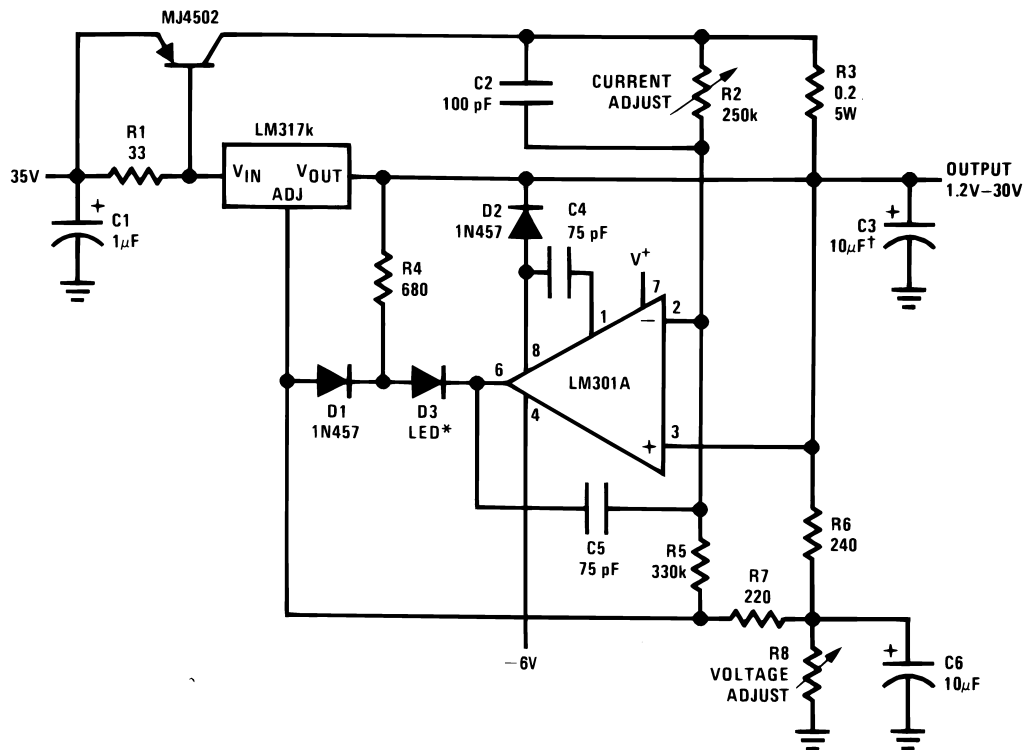 MJ4502
C2
100 pF
CURRENT
ADJUST
R2
250k
R3
0.2
5W
R1
33
LM317k
35V
VIN
VOUT
ADJ
OUTPUT
1.2V–30V
C1
1μF
D2
1N457
C4
75 pF
C3
10μF†
R4
680
V+
7
1
2
−
8
6
LM301A
D1
1N457
D3
LED*
4
+
3
C5
75 pF
R5
330k
R6
240
R7
220
−6V
R8
VOLTAGE
ADJUST
C6
10μF